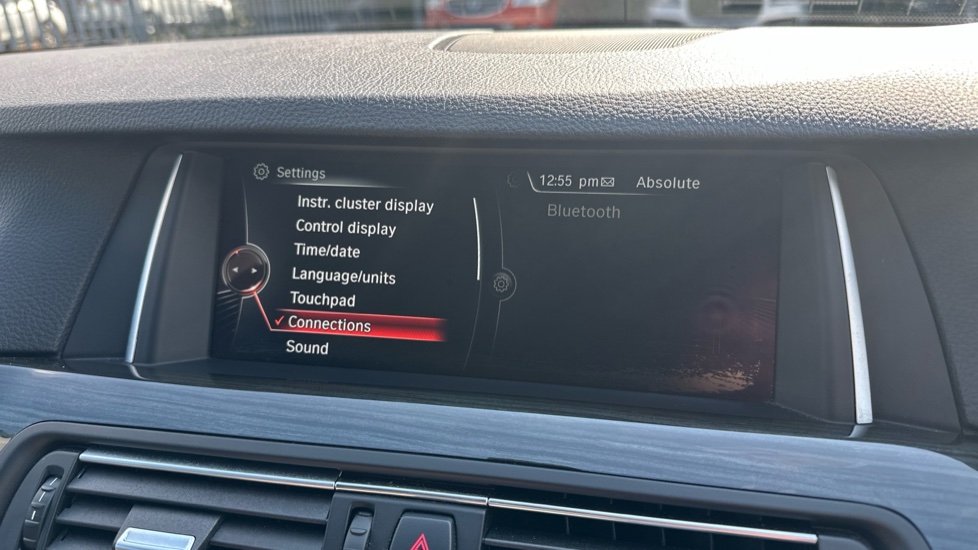 Settings
Instr. cluster display
Control display
Time/date
Language/units
Touchpad
Connections
Sound
12:55 pm Absolute
Bluetooth